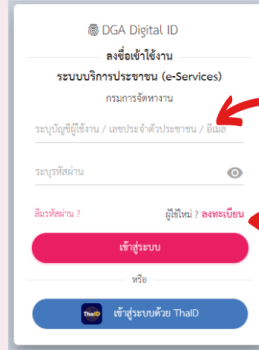 DGA Digital ID
ลงชื่อเข้าใช้งาน
ระบบบริการประชาชน (e-Services)
กรมการจัดหางาน
ระบุบัญชีผู้ใช้งาน / เลขประจำตัวประชาชน / อีเมล
ระบุรหัสผ่าน
ลืมรหัสผ่าน ? ผู้ใช้ใหม่ ? ลงทะเบียน
เข้าสู่ระบบ
หรือ
ThaID เข้าสู่ระบบด้วย ThaID